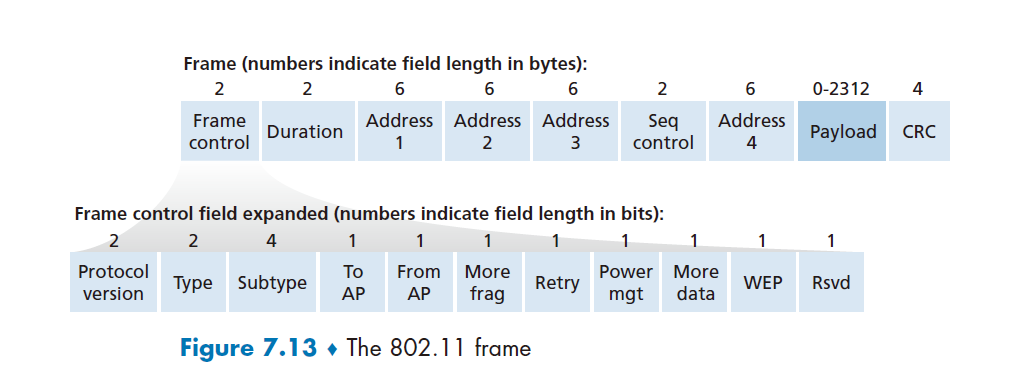 Frame (numbers indicate field length in bytes):
2 2 6 6 6 2 6 0-2312 4
Frame control
Duration
Address 1
Address 2
Address 3
Seq control
Address 4
Payload
CRC
Frame control field expanded (numbers indicate field length in bits):
2 2 4 1 1 1 1 1 1 1 1
Protocol version
Type
Subtype
To AP
From AP
More frag
Retry
Power mgt
More data
WEP
Rsvd
Figure 7.13 ♦ The 802.11 frame